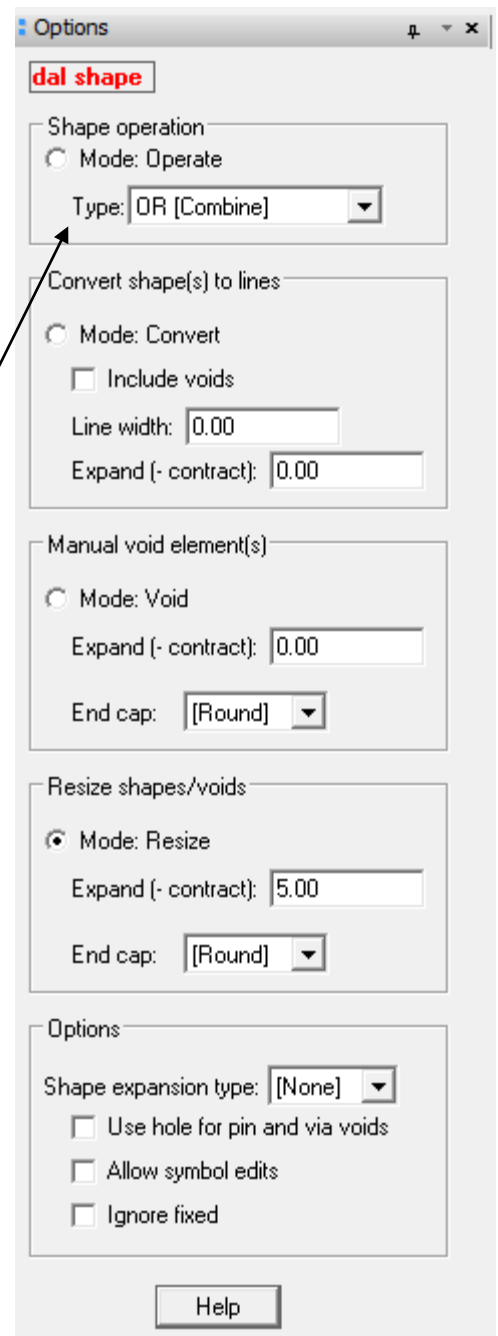 Options
dal shape
Shape operation
Mode: Operate
Type: OR [Combine]
Convert shape(s) to lines
Mode: Convert
Include voids
Line width: 0.00
Expand (- contract): 0.00
Manual void element(s)
Mode: Void
Expand (- contract): 0.00
End cap: [Round]
Resize shapes/voids
Mode: Resize
Expand (- contract): 5.00
End cap: [Round]
Options
Shape expansion type: [None]
Use hole for pin and via voids
Allow symbol edits
Ignore fixed
Help